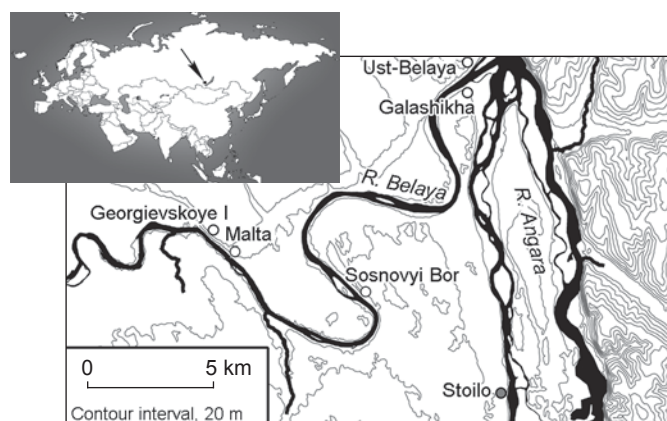 Ust-Belaya
Galashikha
R. Belaya
Georgievskoye I
Malta
R. Angara
Sosnovyi Bor
0 5 km
Stoilo
Contour interval, 20 m